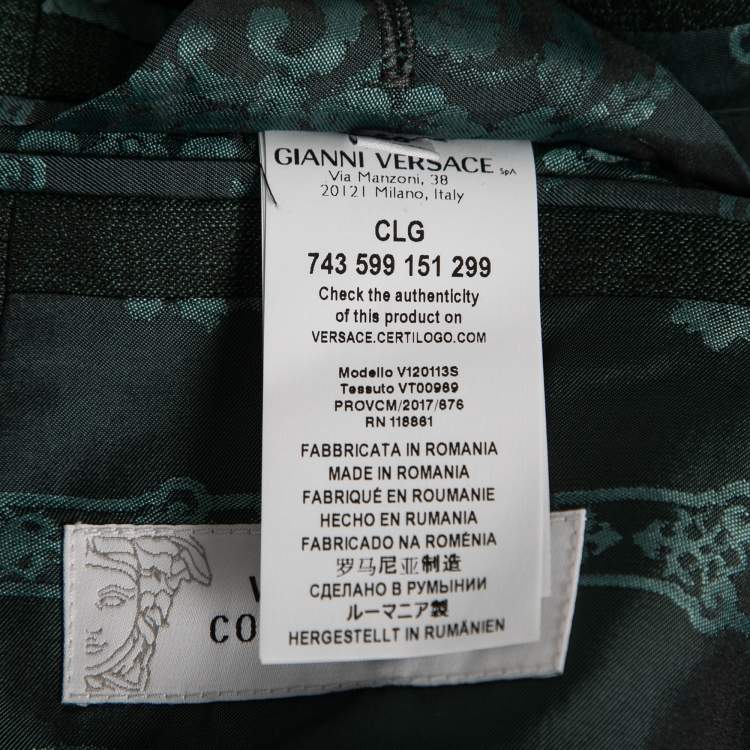 GIANNI VERSACE SpA
Via Manzoni, 38
20121 Milano, Italy
CLG
743 599 151 299
Check the authenticity
of this product on
VERSACE.CERTILOGO.COM
Modello V120113S
Tessuto VT00989
PROVCM/2017/676
RN 118861
FABBRICATA IN ROMANIA
MADE IN ROMANIA
FABRIQUÉ EN ROUMANIE
HECHO EN RUMANIA
FABRICADO NA ROMÈNIA
罗马尼亚制造
СДЕЛАНО В РУМЫНИИ
ルーマニア製
HERGESTELLT IN RUMÄNIEN
V
CO